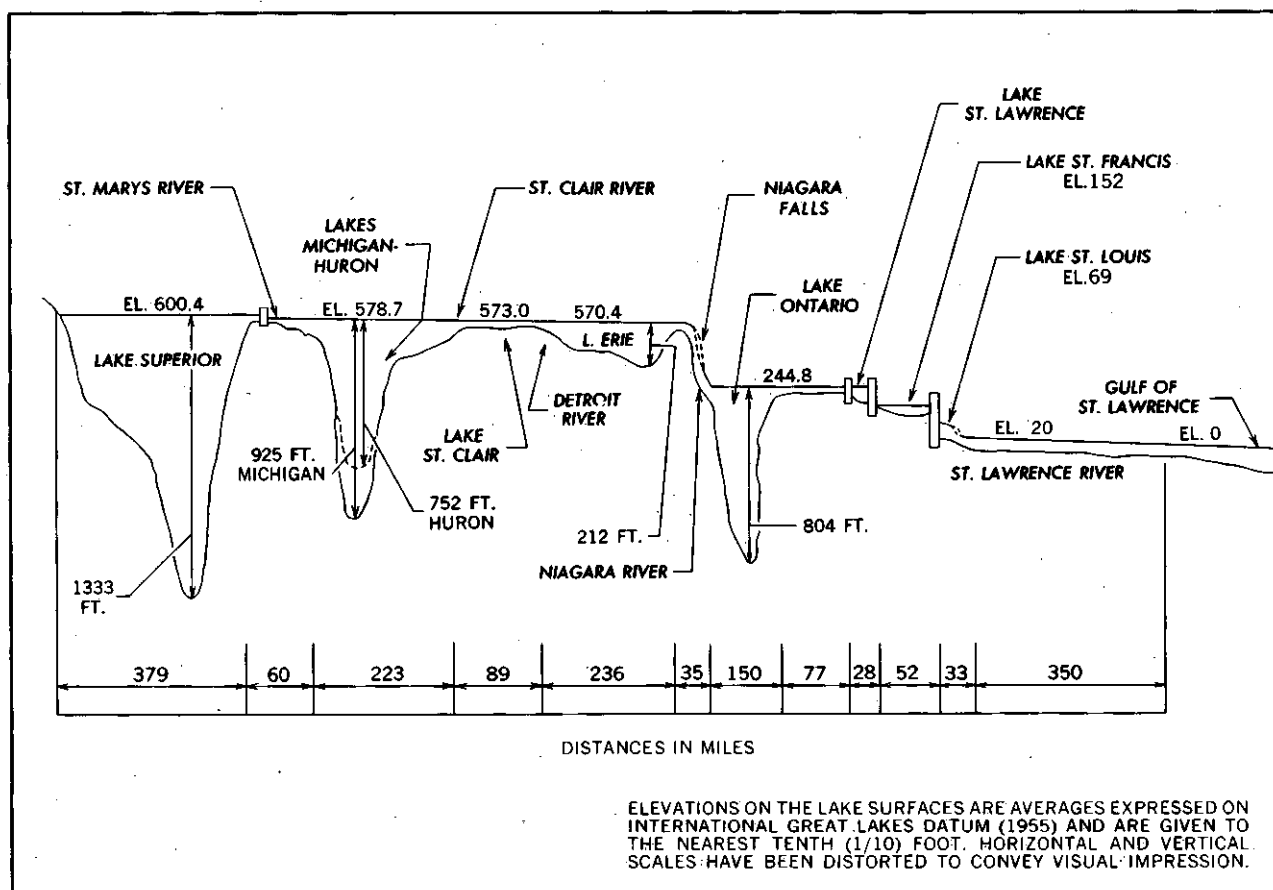 LAKE
ST. LAWRENCE
LAKE ST. FRANCIS
EL.152
ST. MARYS RIVER
ST. CLAIR RIVER
NIAGARA
FALLS
LAKES
MICHIGAN-
HURON
LAKE ST. LOUIS
EL.69
LAKE
ONTARIO
EL. 600.4
EL. 578.7
573.0
570.4
LAKE SUPERIOR
L. ERIE
244.8
DETROIT
RIVER
GULF OF
ST. LAWRENCE
LAKE
ST. CLAIR
EL. 20
EL. 0
925 FT.
MICHIGAN
ST. LAWRENCE RIVER
752 FT.
HURON
212 FT.
804 FT.
NIAGARA RIVER
1333
FT.
379 60 223 89 236 35 150 77 28 52 33 350
DISTANCES IN MILES
ELEVATIONS ON THE LAKE SURFACES ARE AVERAGES EXPRESSED ON
INTERNATIONAL GREAT LAKES DATUM (1955) AND ARE GIVEN TO
THE NEAREST TENTH (1/10) FOOT. HORIZONTAL AND VERTICAL
SCALES HAVE BEEN DISTORTED TO CONVEY VISUAL IMPRESSION.